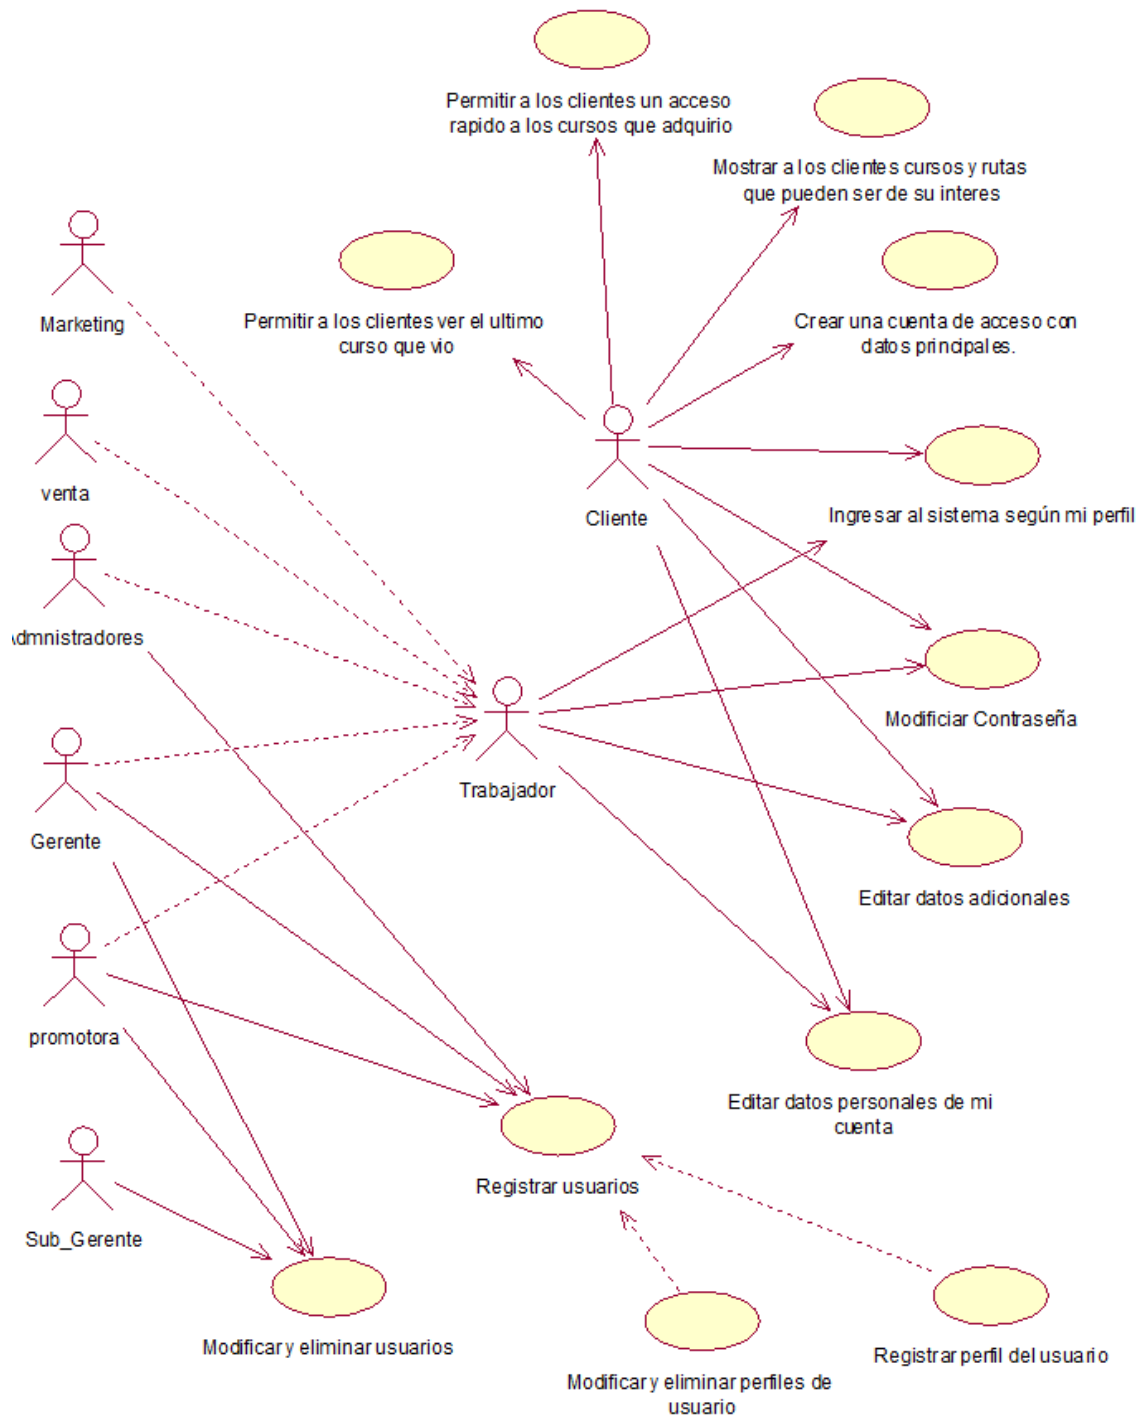 Permitir a los clientes un acceso
rapido a los cursos que adquirio
Mostrar a los clientes cursos y rutas
que pueden ser de su interes
Marketing
Permitir a los clientes ver el ultimo
curso que vio
Crear una cuenta de acceso con
datos principales.
venta
Cliente
Ingresar al sistema según mi perfil
Admnistradores
Modificiar Contraseña
Trabajador
Gerente
Editar datos adicionales
promotora
Editar datos personales de mi
cuenta
Registrar usuarios
Sub_Gerente
Modificar y eliminar usuarios
Registrar perfil del usuario
Modificar y eliminar perfiles de
usuario